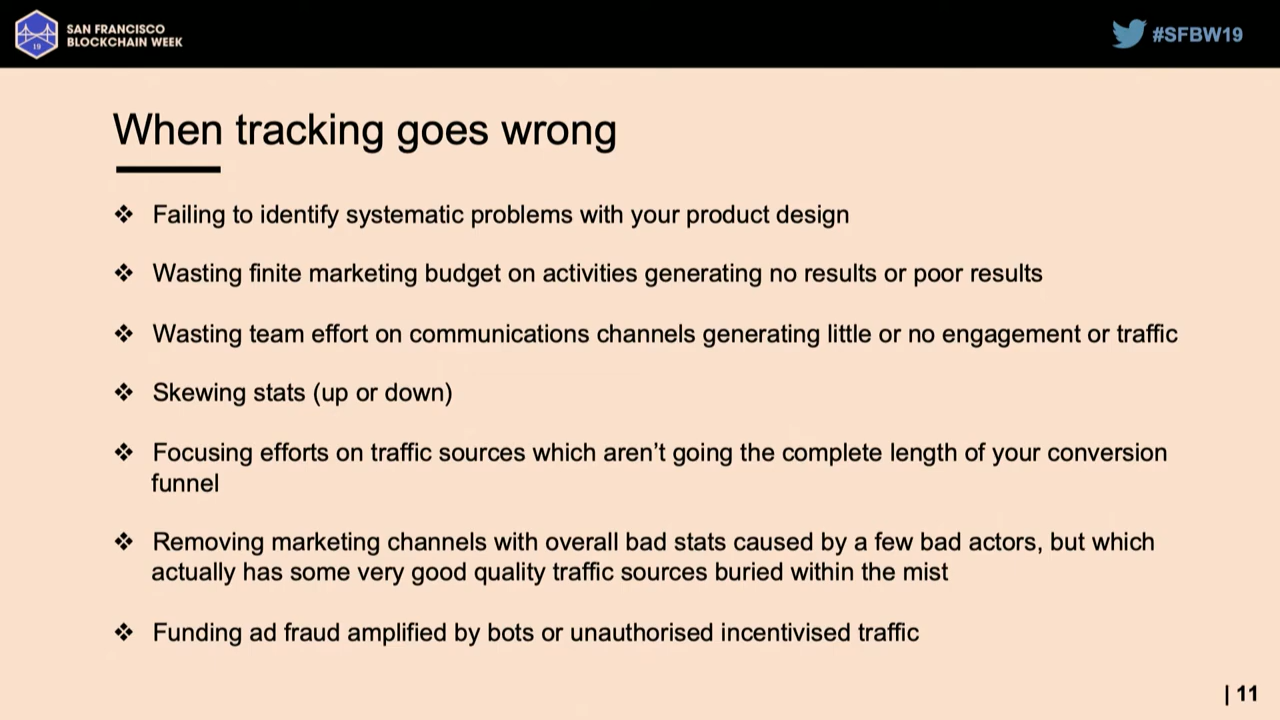 SAN FRANCISCO
BLOCKCHAIN WEEK
19
#SFBW19
When tracking goes wrong
❖ Failing to identify systematic problems with your product design
❖ Wasting finite marketing budget on activities generating no results or poor results
❖ Wasting team effort on communications channels generating little or no engagement or traffic
❖ Skewing stats (up or down)
❖ Focusing efforts on traffic sources which aren’t going the complete length of your conversion
funnel
❖ Removing marketing channels with overall bad stats caused by a few bad actors, but which
actually has some very good quality traffic sources buried within the mist
❖ Funding ad fraud amplified by bots or unauthorised incentivised traffic
| 11